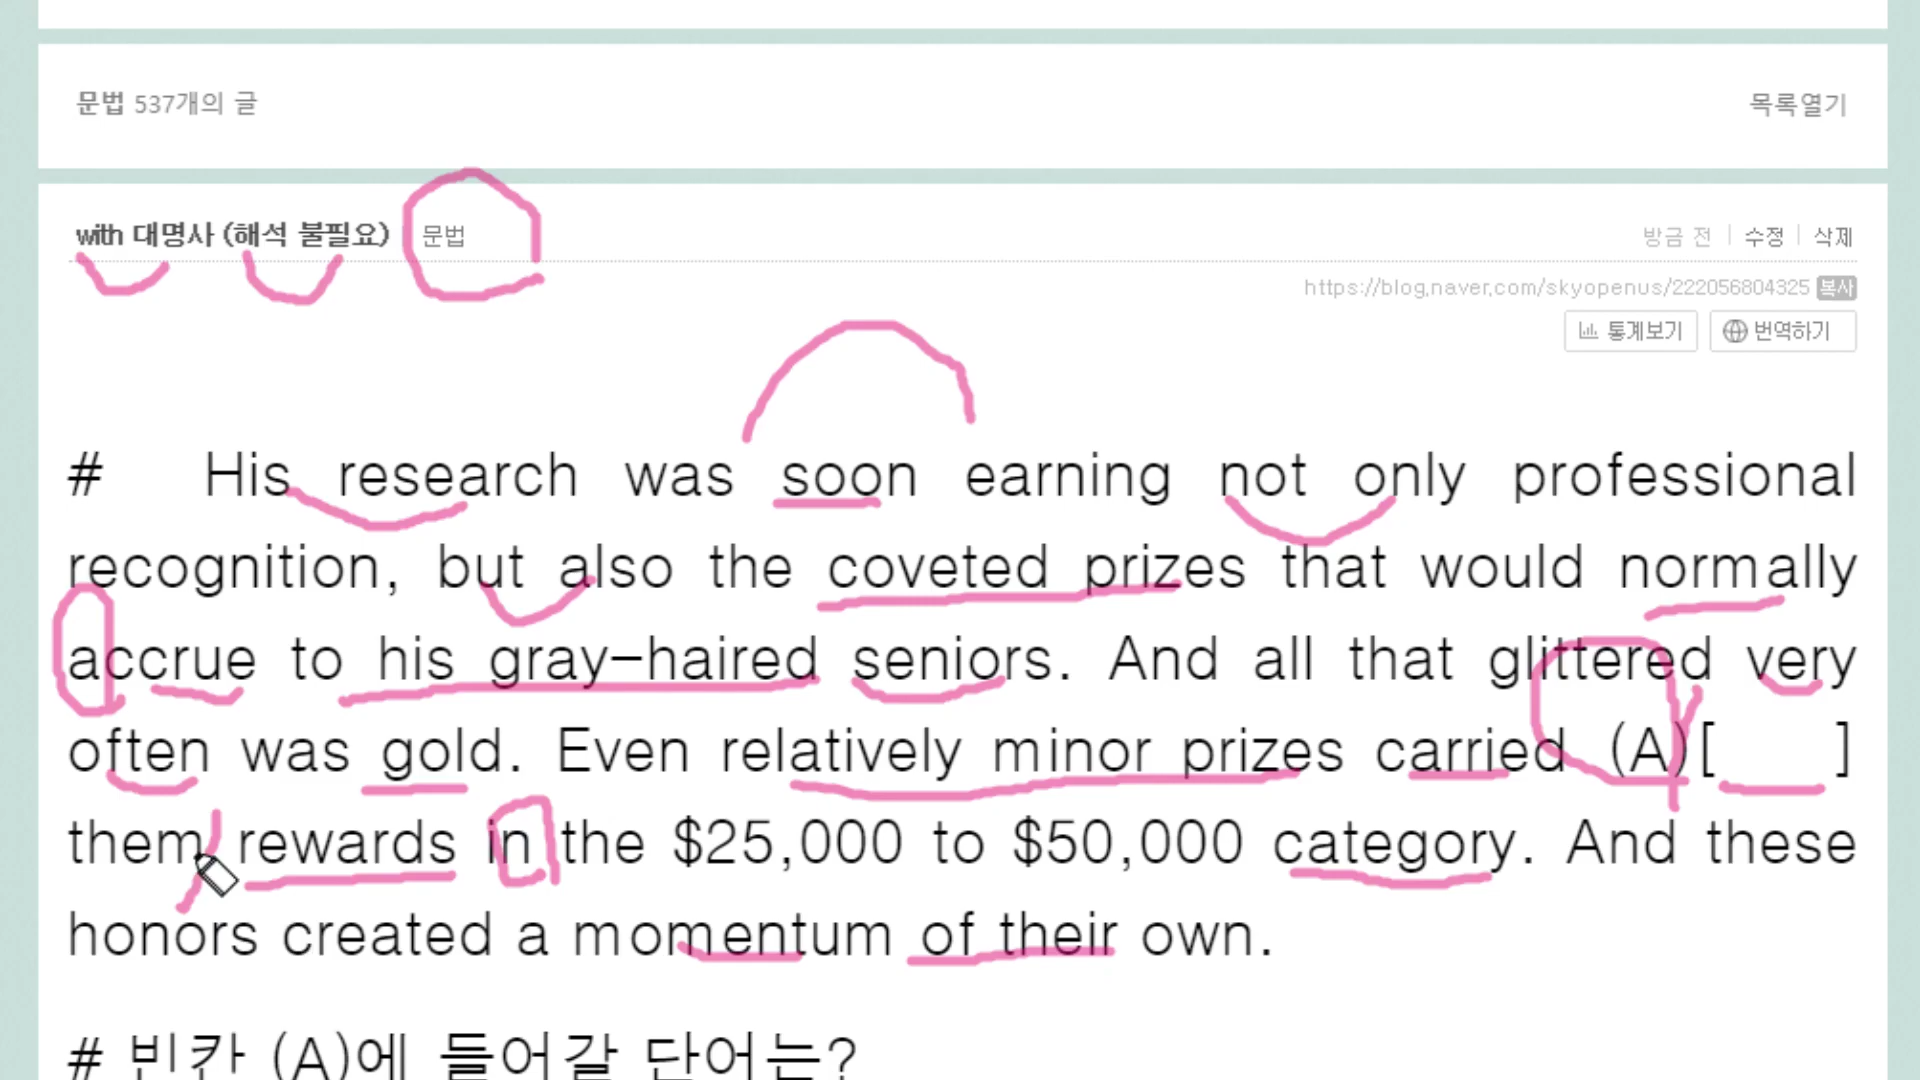 문법 537개의 글
목록열기
with 대명사 (해석 불필요) 문법
방금 전 수정 삭제
https://blog.naver.com/skyopenus/222056804325 복사
통계보기 번역하기
# His research was soon earning not only professional
recognition, but also the coveted prizes that would normally
accrue to his gray-haired seniors. And all that glittered very
often was gold. Even relatively minor prizes carried (A)[ ]
them rewards in the $25,000 to $50,000 category. And these
honors created a momentum of their own.
# 빈칸 (A)에 들어갈 단어는?